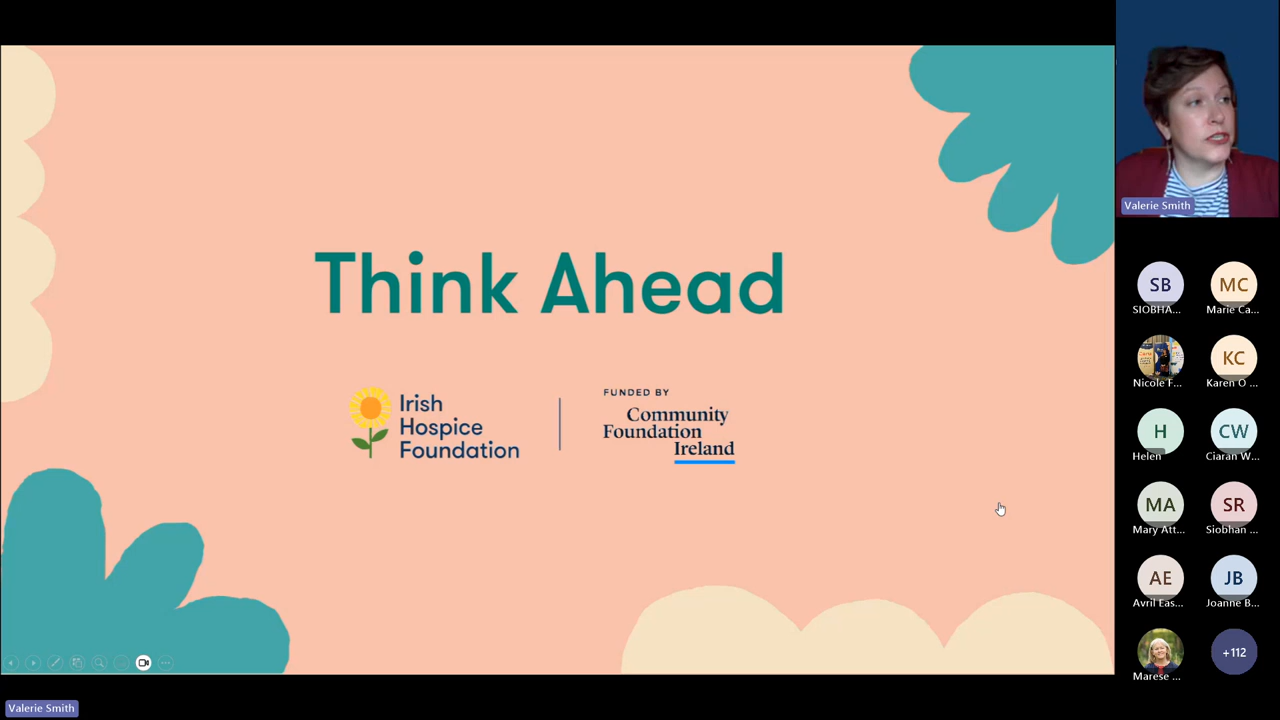 Think Ahead
Irish
Hospice
Foundation
FUNDED BY
Community
Foundation
Ireland
Valerie Smith
SB
SIOBHA...
MC
Marie Ca...
Nicole F...
KC
Karen O ...
H
Helen
CW
Ciaran W...
MA
Mary Att...
SR
Siobhan ...
AE
Avril Eas...
JB
Joanne B...
Marese ...
+112
Valerie Smith